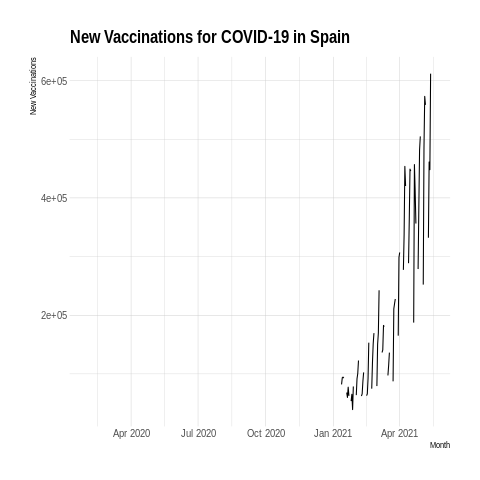 New Vaccinations for COVID-19 in Spain
New Vaccinations
6e+05
4e+05
2e+05
Apr 2020 Jul 2020 Oct 2020 Jan 2021 Apr 2021
Month